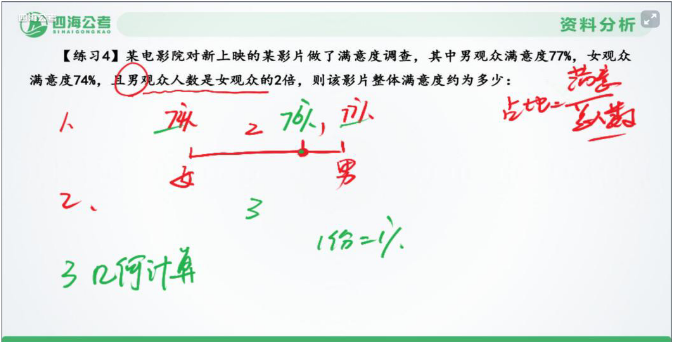 四海公考
SIHAIGONGKAO
资料分析
【练习4】某电影院对新上映的某影片做了满意度调查，其中男观众满意度77%，女观众
满意度74%，且男观众人数是女观众的2倍，则该影片整体满意度约为多少：
占比=满意/总人数
1、 74% 2 76% , 77%
女 男
2、 3
1份=1%
3 几何计算